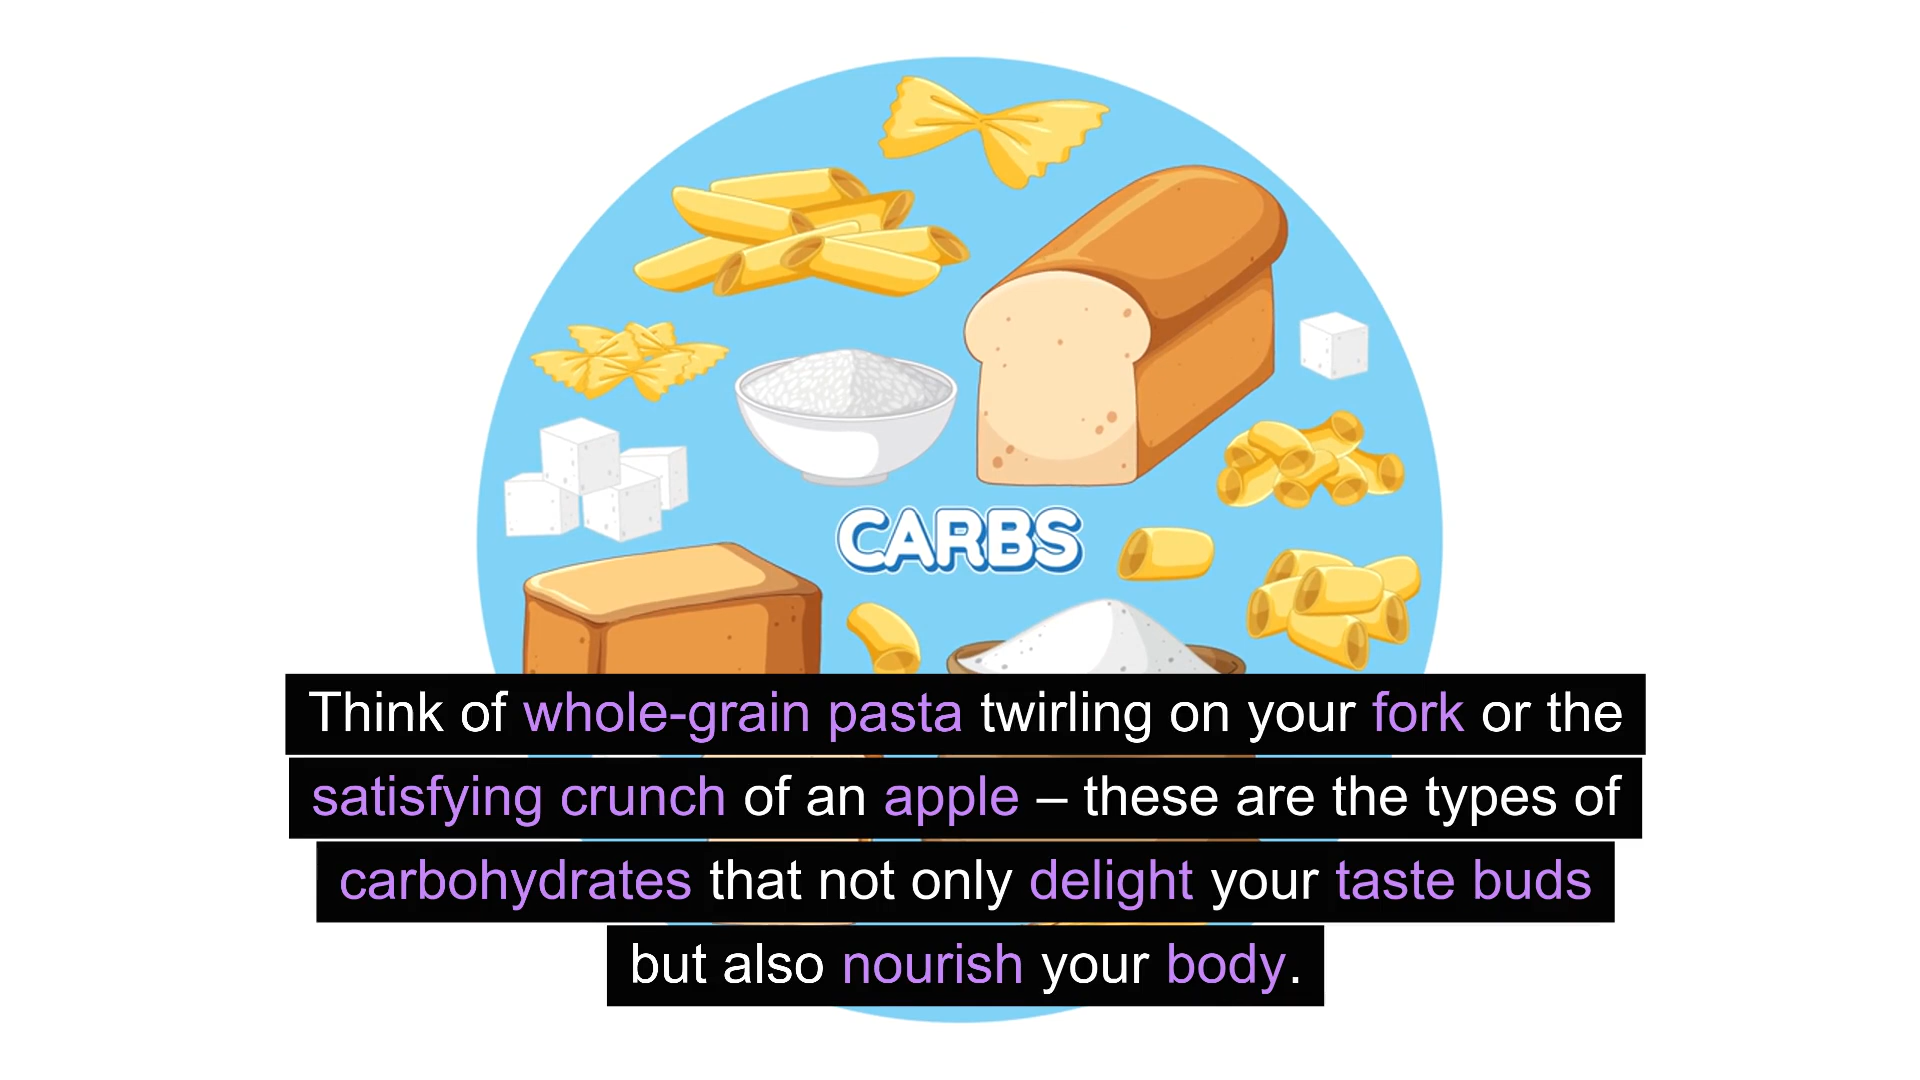 CARBS
Think of whole-grain pasta twirling on your fork or the
satisfying crunch of an apple – these are the types of
carbohydrates that not only delight your taste buds
but also nourish your body.